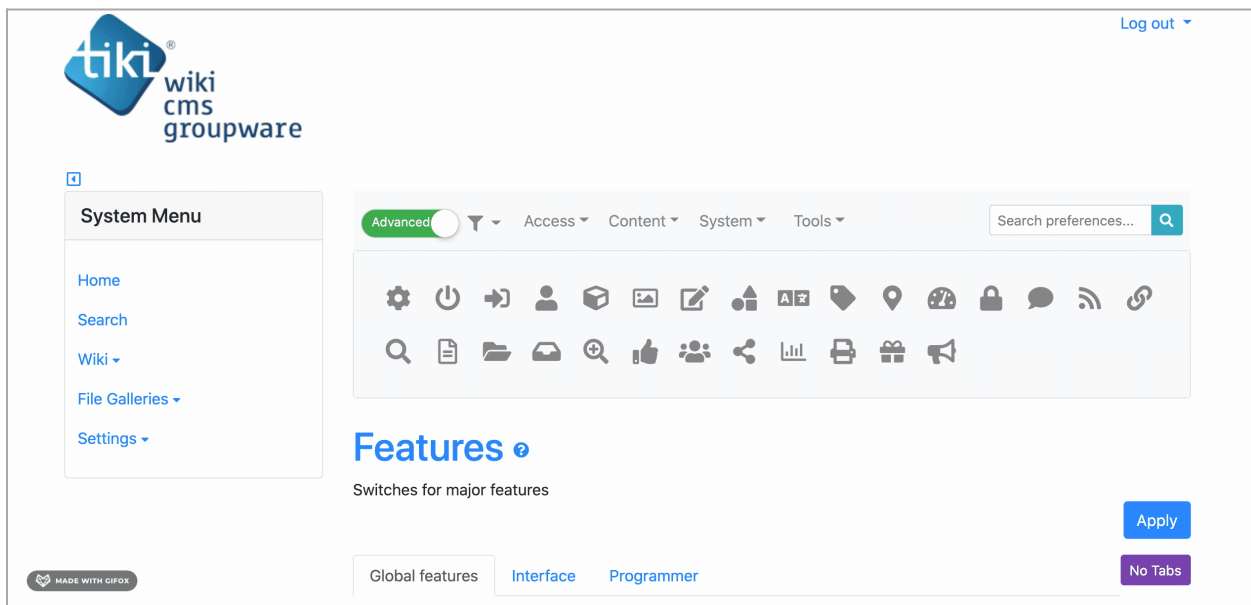 Log out
tiki®
wiki
cms
groupware
System Menu
Advanced Access Content System Tools Search preferences...
Home
Search
Wiki
File Galleries
Settings
Features
Switches for major features
Apply
Global features Interface Programmer No Tabs
MADE WITH GIFOX